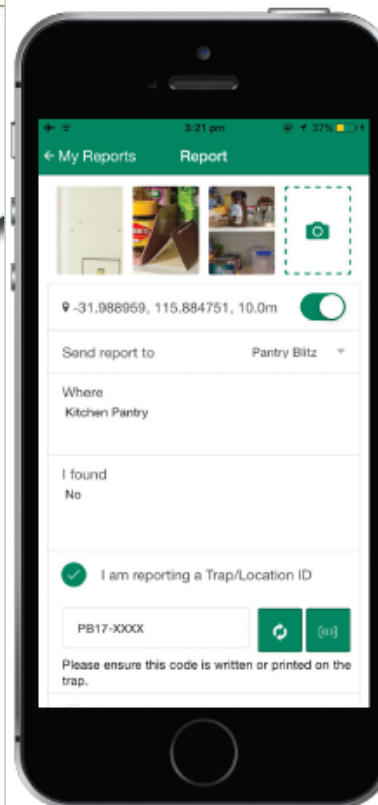 3:21 pm 37%
My Reports Report
-31.988959, 115.884751, 10.0m
Send report to Pantry Blitz
Where
Kitchen Pantry
I found
No
I am reporting a Trap/Location ID
PB17-XXXX
Please ensure this code is written or printed on the
trap.